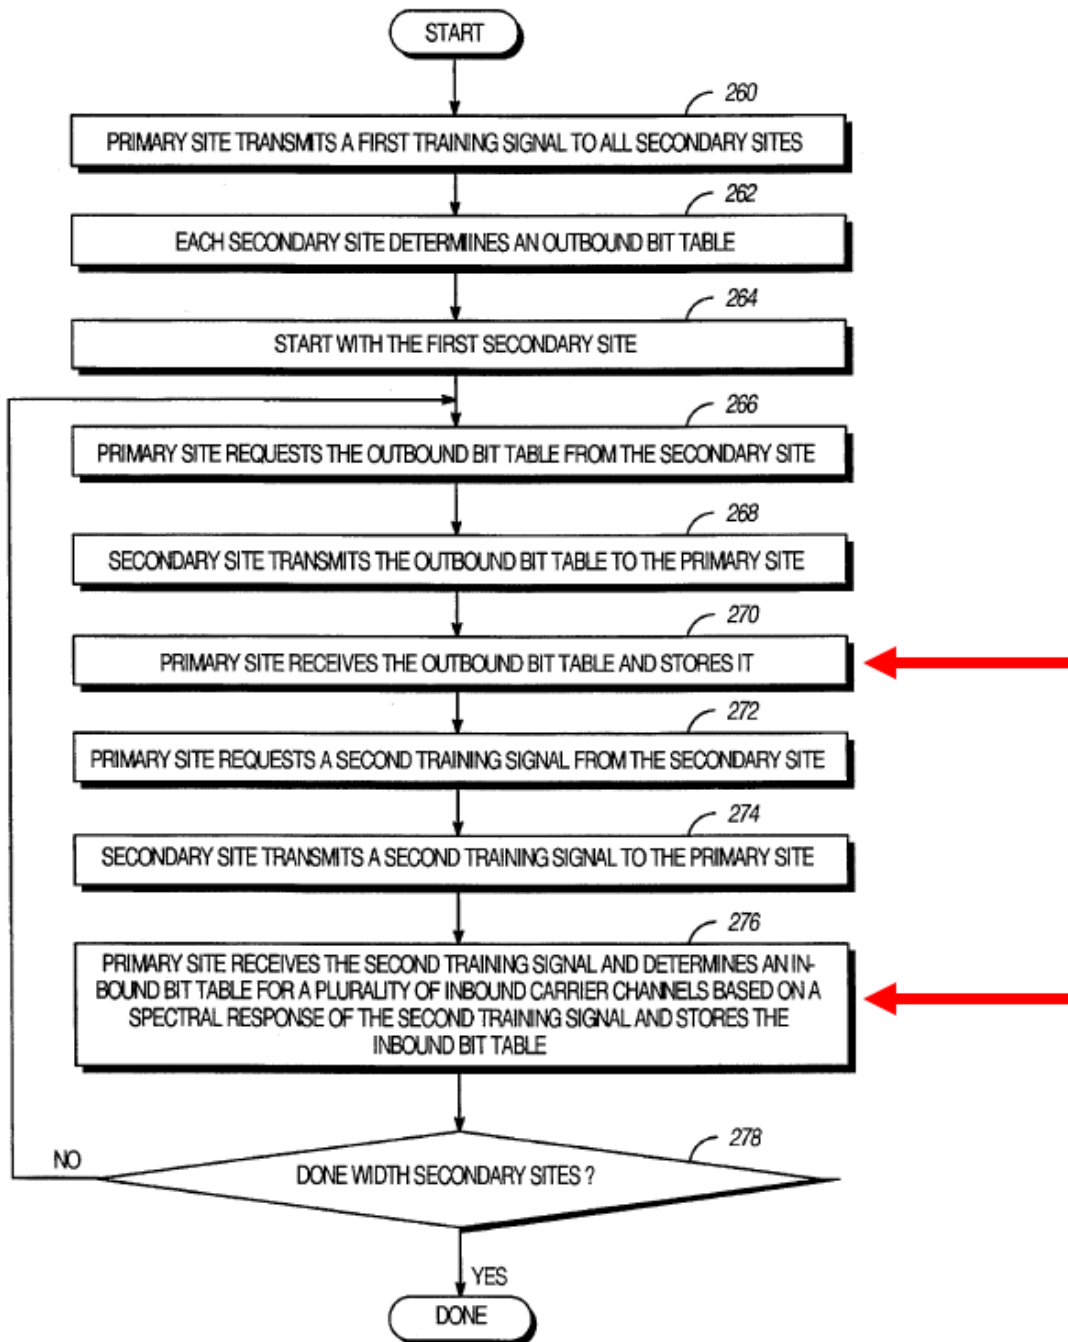 START
260
PRIMARY SITE TRANSMITS A FIRST TRAINING SIGNAL TO ALL SECONDARY SITES
262
EACH SECONDARY SITE DETERMIINES AN OUTBOUND BIT TABLE
264
START WITH THE FIRST SECONDARY SITE
266
PRIMARY SITE REQUESTS THE OUTBOUND BIT TABLE FROM THE SECONDARY SITE
268
SECONDARY SITE TRANSMITS THE OUTBOUND BIT TABLE TO THE PRIMARY SITE
270
PRIMARY SITE RECEIVES THE OUTBOUND BIT TABLE AND STORES IT
272
PRIMARY SITE REQUESTS A SECOND TRAINING SIGNAL FROM THE SECONDARY SITE
274
SECONDARY SITE TRANSMITS A SECOND TRAINING SIGNAL TO THE PRIMARY SITE
276
PRIMARY SITE RECEIVES THE SECOND TRAINING SIGNAL AND DETERMINES AN IN-
BOUND BIT TABLE FOR A PLURALITY OF INBOUND CARRIER CHANNELS BASED ON A
SPECTRAL RESPONSE OF THE SECOND TRAINING SIGNAL AND STORES THE
INBOUND BIT TABLE
278
NO
DONE WIDTH SECONDARY SITES ?
YES
DONE